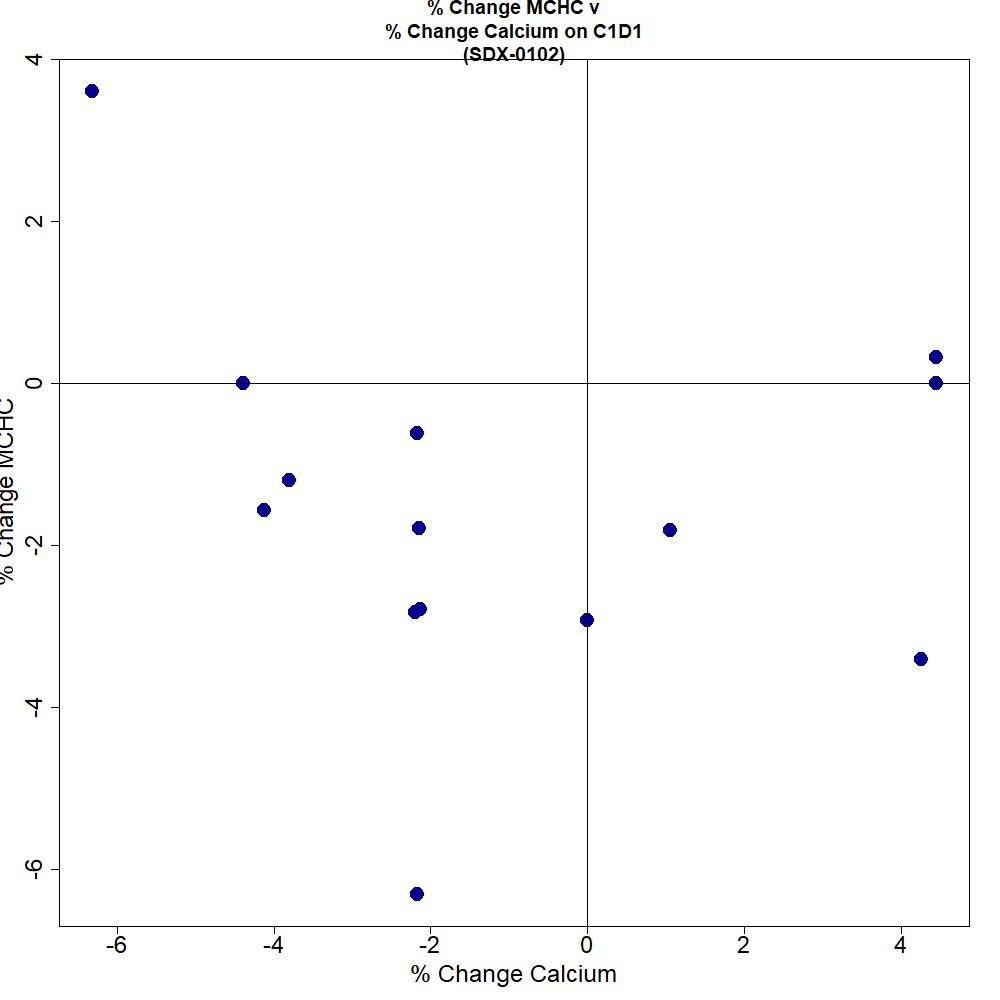 % Change MCHC v
% Change Calcium on C1D1
(SDX-0102)
4
2
0
-2
-4
-6
% Change MCHC
-6
-4
-2
0
2
4
% Change Calcium